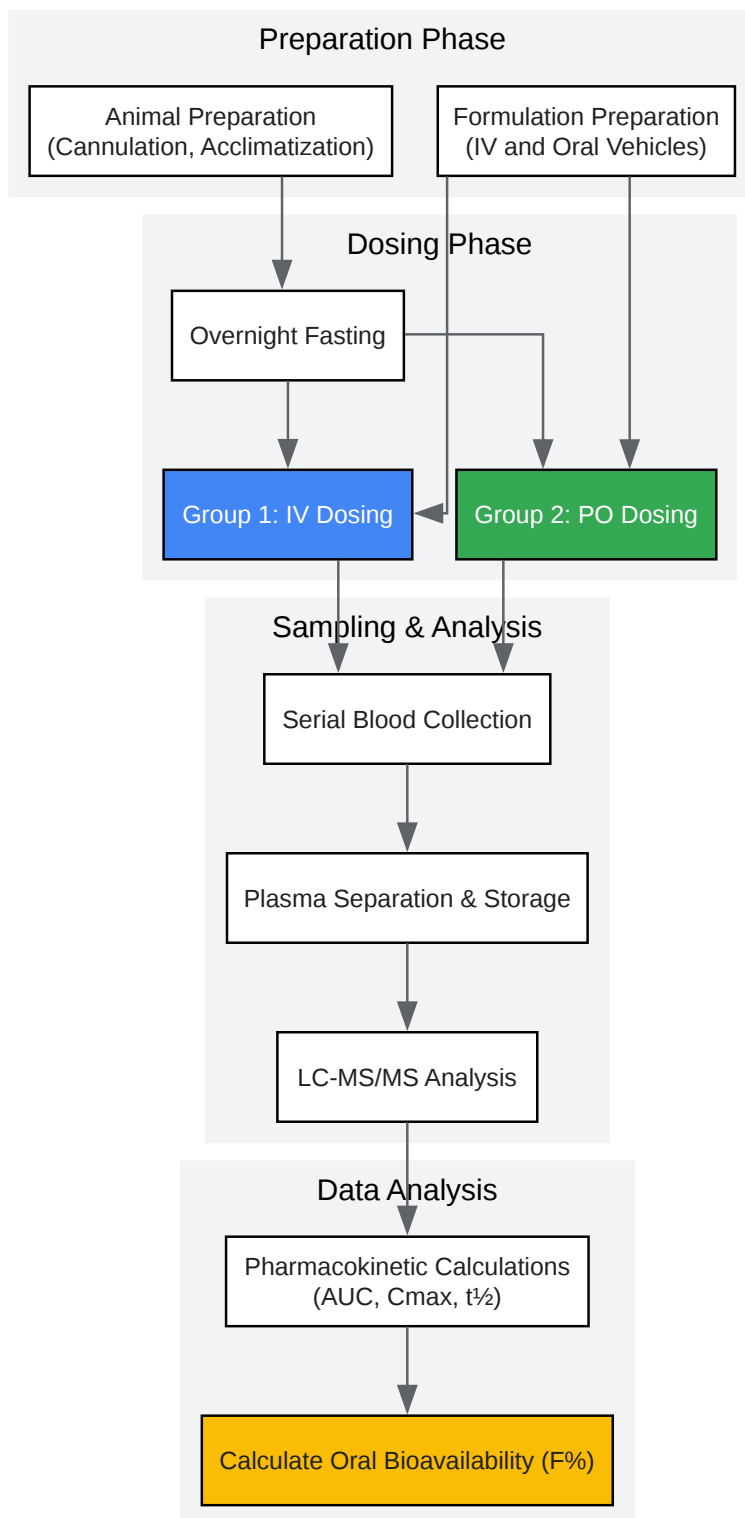 Preparation Phase
Animal Preparation
(Cannulation, Acclimatization)
Formulation Preparation
(IV and Oral Vehicles)
Dosing Phase
Overnight Fasting
Group 1: IV Dosing
Group 2: PO Dosing
Sampling & Analysis
Serial Blood Collection
Plasma Separation & Storage
LC-MS/MS Analysis
Data Analysis
Pharmacokinetic Calculations
(AUC, Cmax, t½)
Calculate Oral Bioavailability (F%)